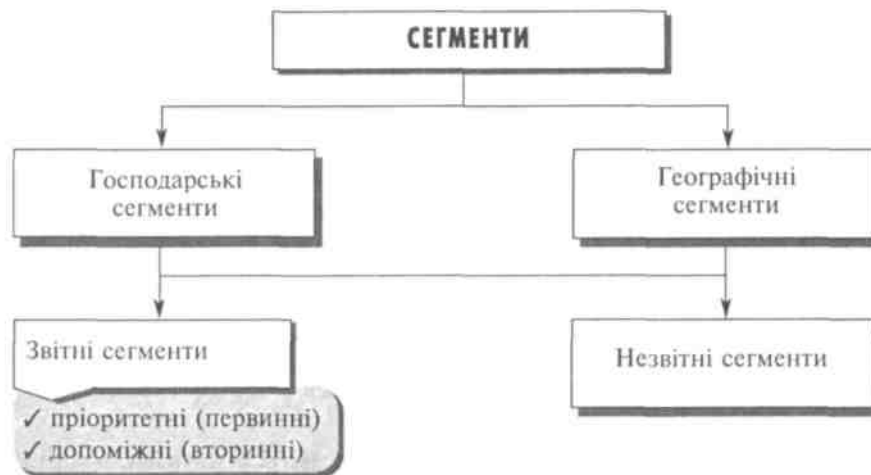 СЕГМЕНТИ
Господарські
сегменти
Географічні
сегменти
Звітні сегменти
Незвітні сегменти
✓ пріоритетні (первинні)
✓ допоміжні (вторинні)